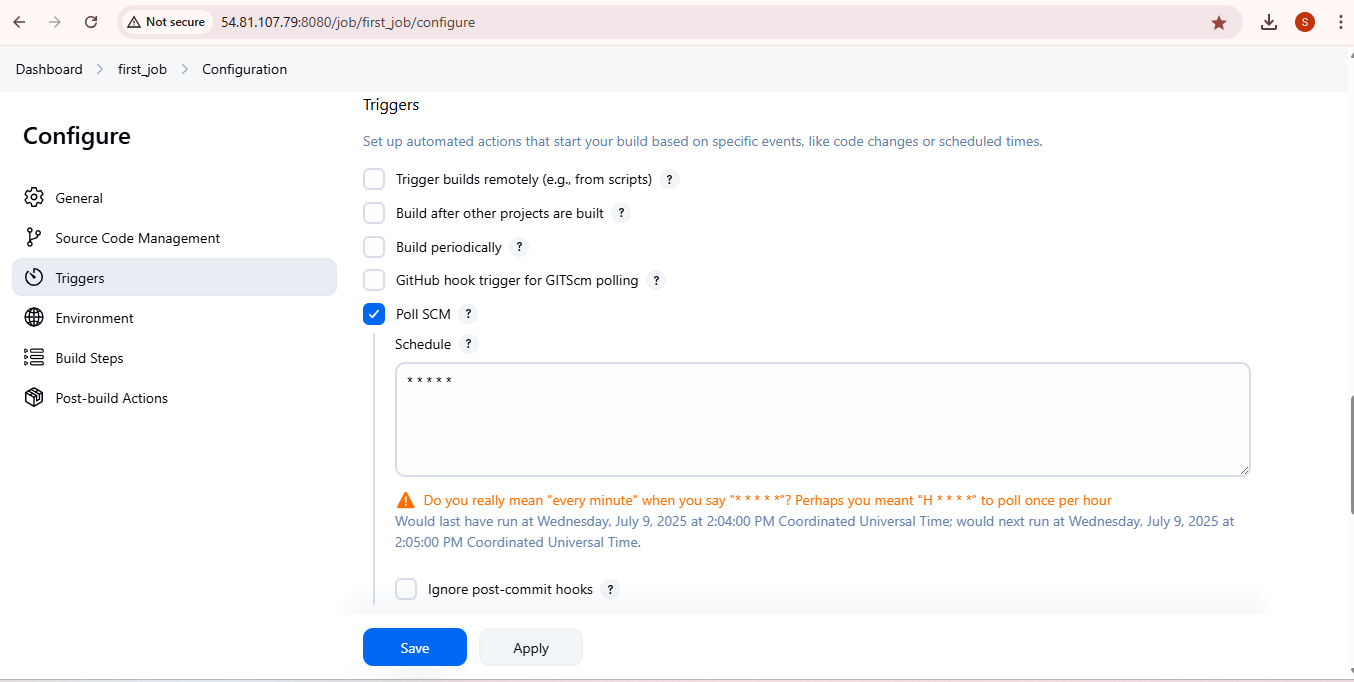 Not secure
54.81.107.79:8080/job/first_job/configure
S
Dashboard > first_job > Configuration
Configure
General
Source Code Management
Triggers
Environment
Build Steps
Post-build Actions
Triggers
Set up automated actions that start your build based on specific events, like code changes or scheduled times.
Trigger builds remotely (e.g., from scripts) ?
Build after other projects are built ?
Build periodically ?
GitHub hook trigger for GITScm polling ?
Poll SCM ?
Schedule ?
* * * * *
Do you really mean "every minute" when you say "* * * * *"? Perhaps you meant "H * * * *" to poll once per hour
Would last have run at Wednesday, July 9, 2025 at 2:04:00 PM Coordinated Universal Time; would next run at Wednesday, July 9, 2025 at
2:05:00 PM Coordinated Universal Time.
Ignore post-commit hooks ?
Save
Apply